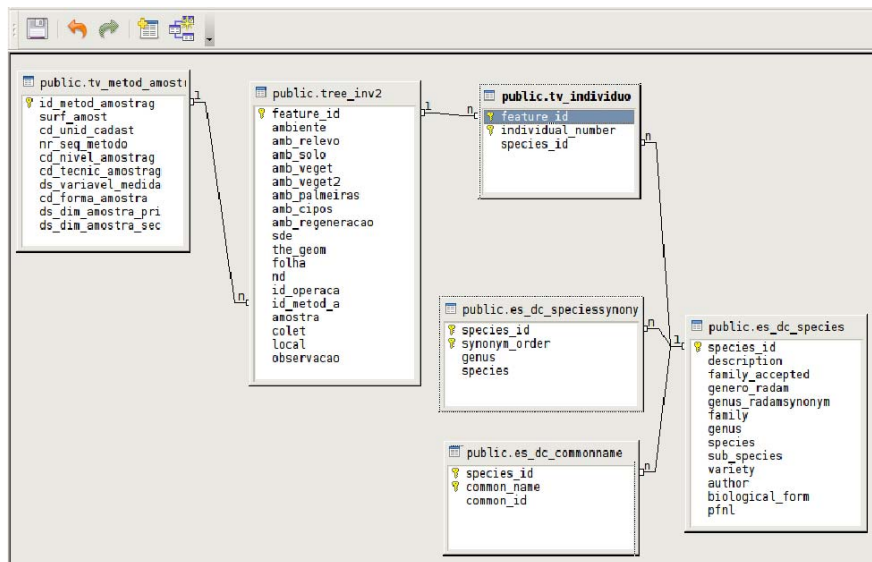 public.tv_metod_amosti
id_metod_amostrag
surf_amost
cd_unid_cadast
nr_seq_metodo
cd_nivel_amostrag
cd_tecnic_amostrag
ds_variavel_medida
cd_forma_amostra
ds_dim_amostra_pri
ds_dim_amostra_sec
1
n
public.tree_inv2
feature_id
ambiente
amb_relevo
amb_solo
amb_veget
amb_veget2
amb_palmeiras
amb_cipos
amb_regeneracao
sde
the_geom
folha
nd
id_operaca
id_metod_a
amostra
colet
local
observacao
1
n
public.tv_individuo
feature_id
individual_number
species_id
n
public.es_dc_speciessynony
species_id
synonym_order
genus
species
n
public.es_dc_commonname
species_id
common_name
common_id
n
1
public.es_dc_species
species_id
description
family_accepted
genero_radam
genus_radamsynonym
family
genus
species
sub_species
variety
author
biological_form
pfnl